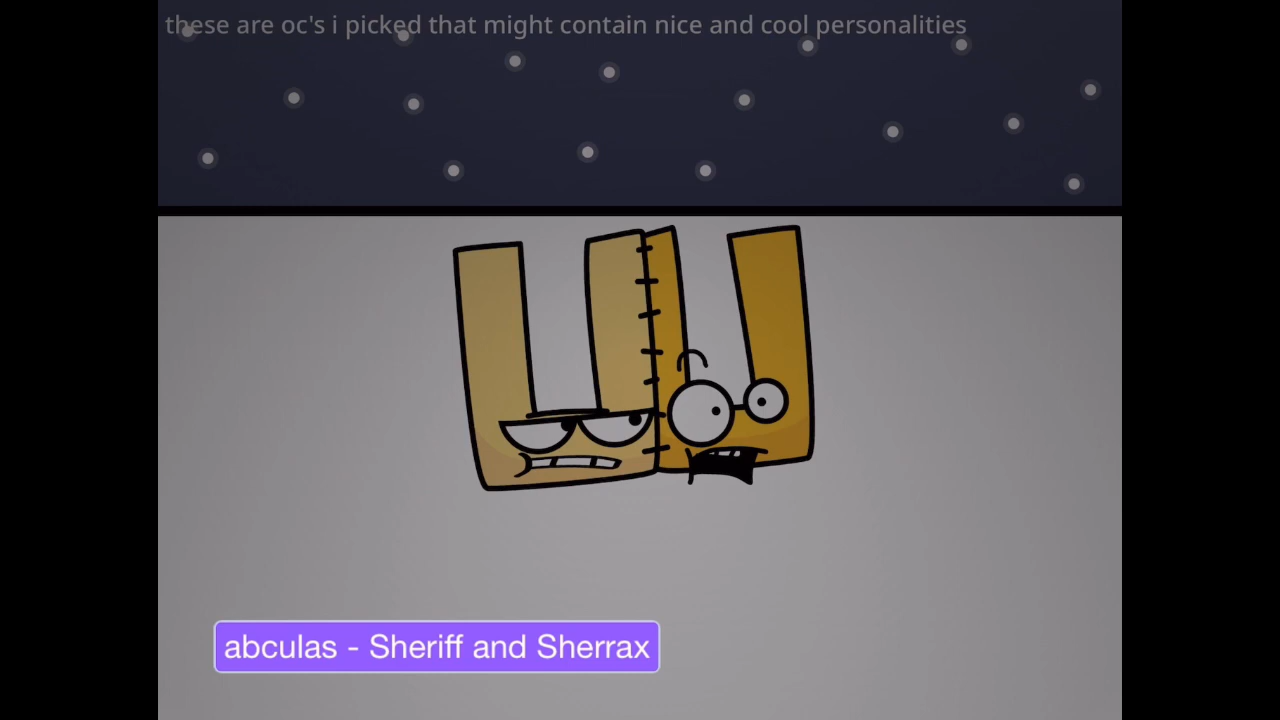 these are oc's i picked that might contain nice and cool personalities
abculas - Sheriff and Sherrax